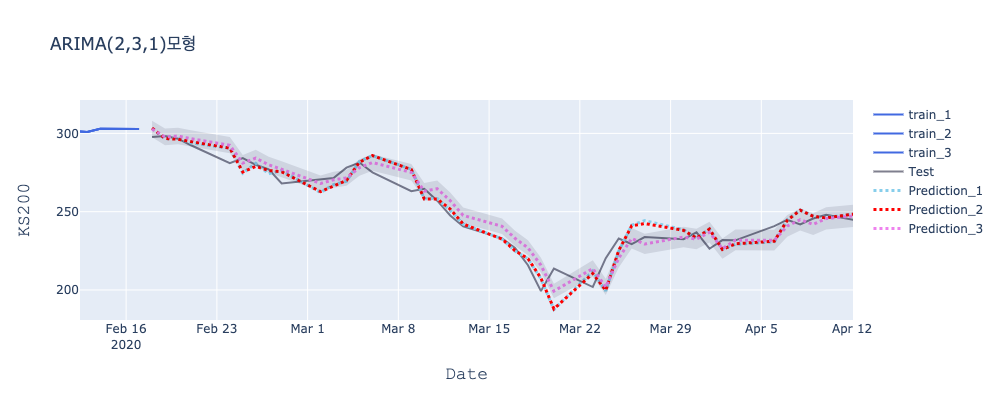 ARIMA(2,3,1)모형
300
250
200
KS200
Feb 16
2020
Feb 23
Mar 1
Mar 8
Mar 15
Mar 22
Mar 29
Apr 5
Apr 12
Date
train_1
train_2
train_3
Test
Prediction_1
Prediction_2
Prediction_3